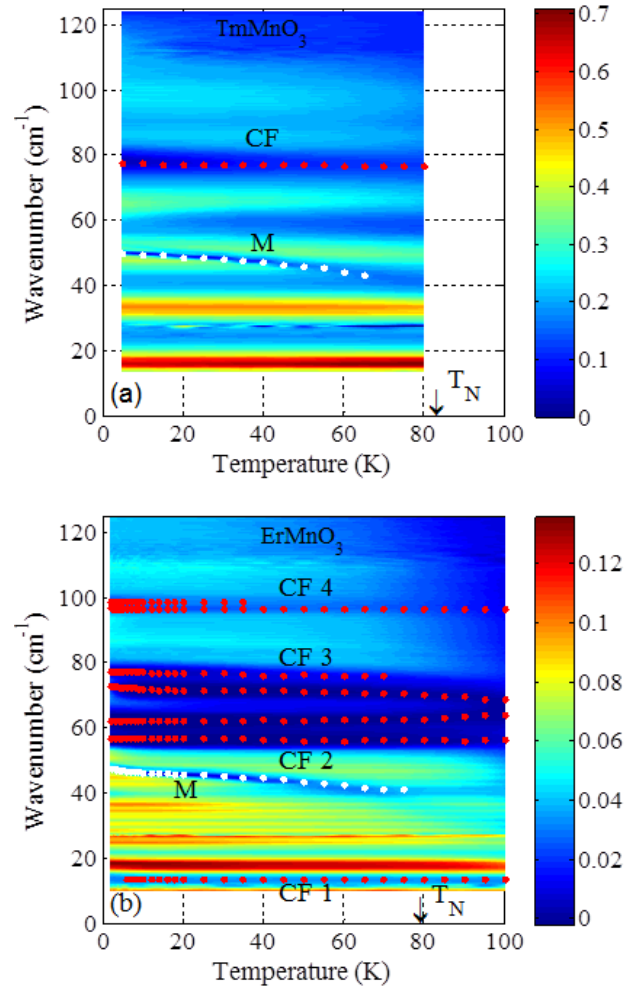 TmMnO3
CF
M
(a)
TN
Wavenumber (cm-1)
120
100
80
60
40
20
0
0 20 40 60 80 100
Temperature (K)
0.7
0.6
0.5
0.4
0.3
0.2
0.1
0
ErMnO3
CF 4
CF 3
CF 2
M
CF 1
(b)
TN
Wavenumber (cm-1)
120
100
80
60
40
20
0
0 20 40 60 80 100
Temperature (K)
0.12
0.1
0.08
0.06
0.04
0.02
0